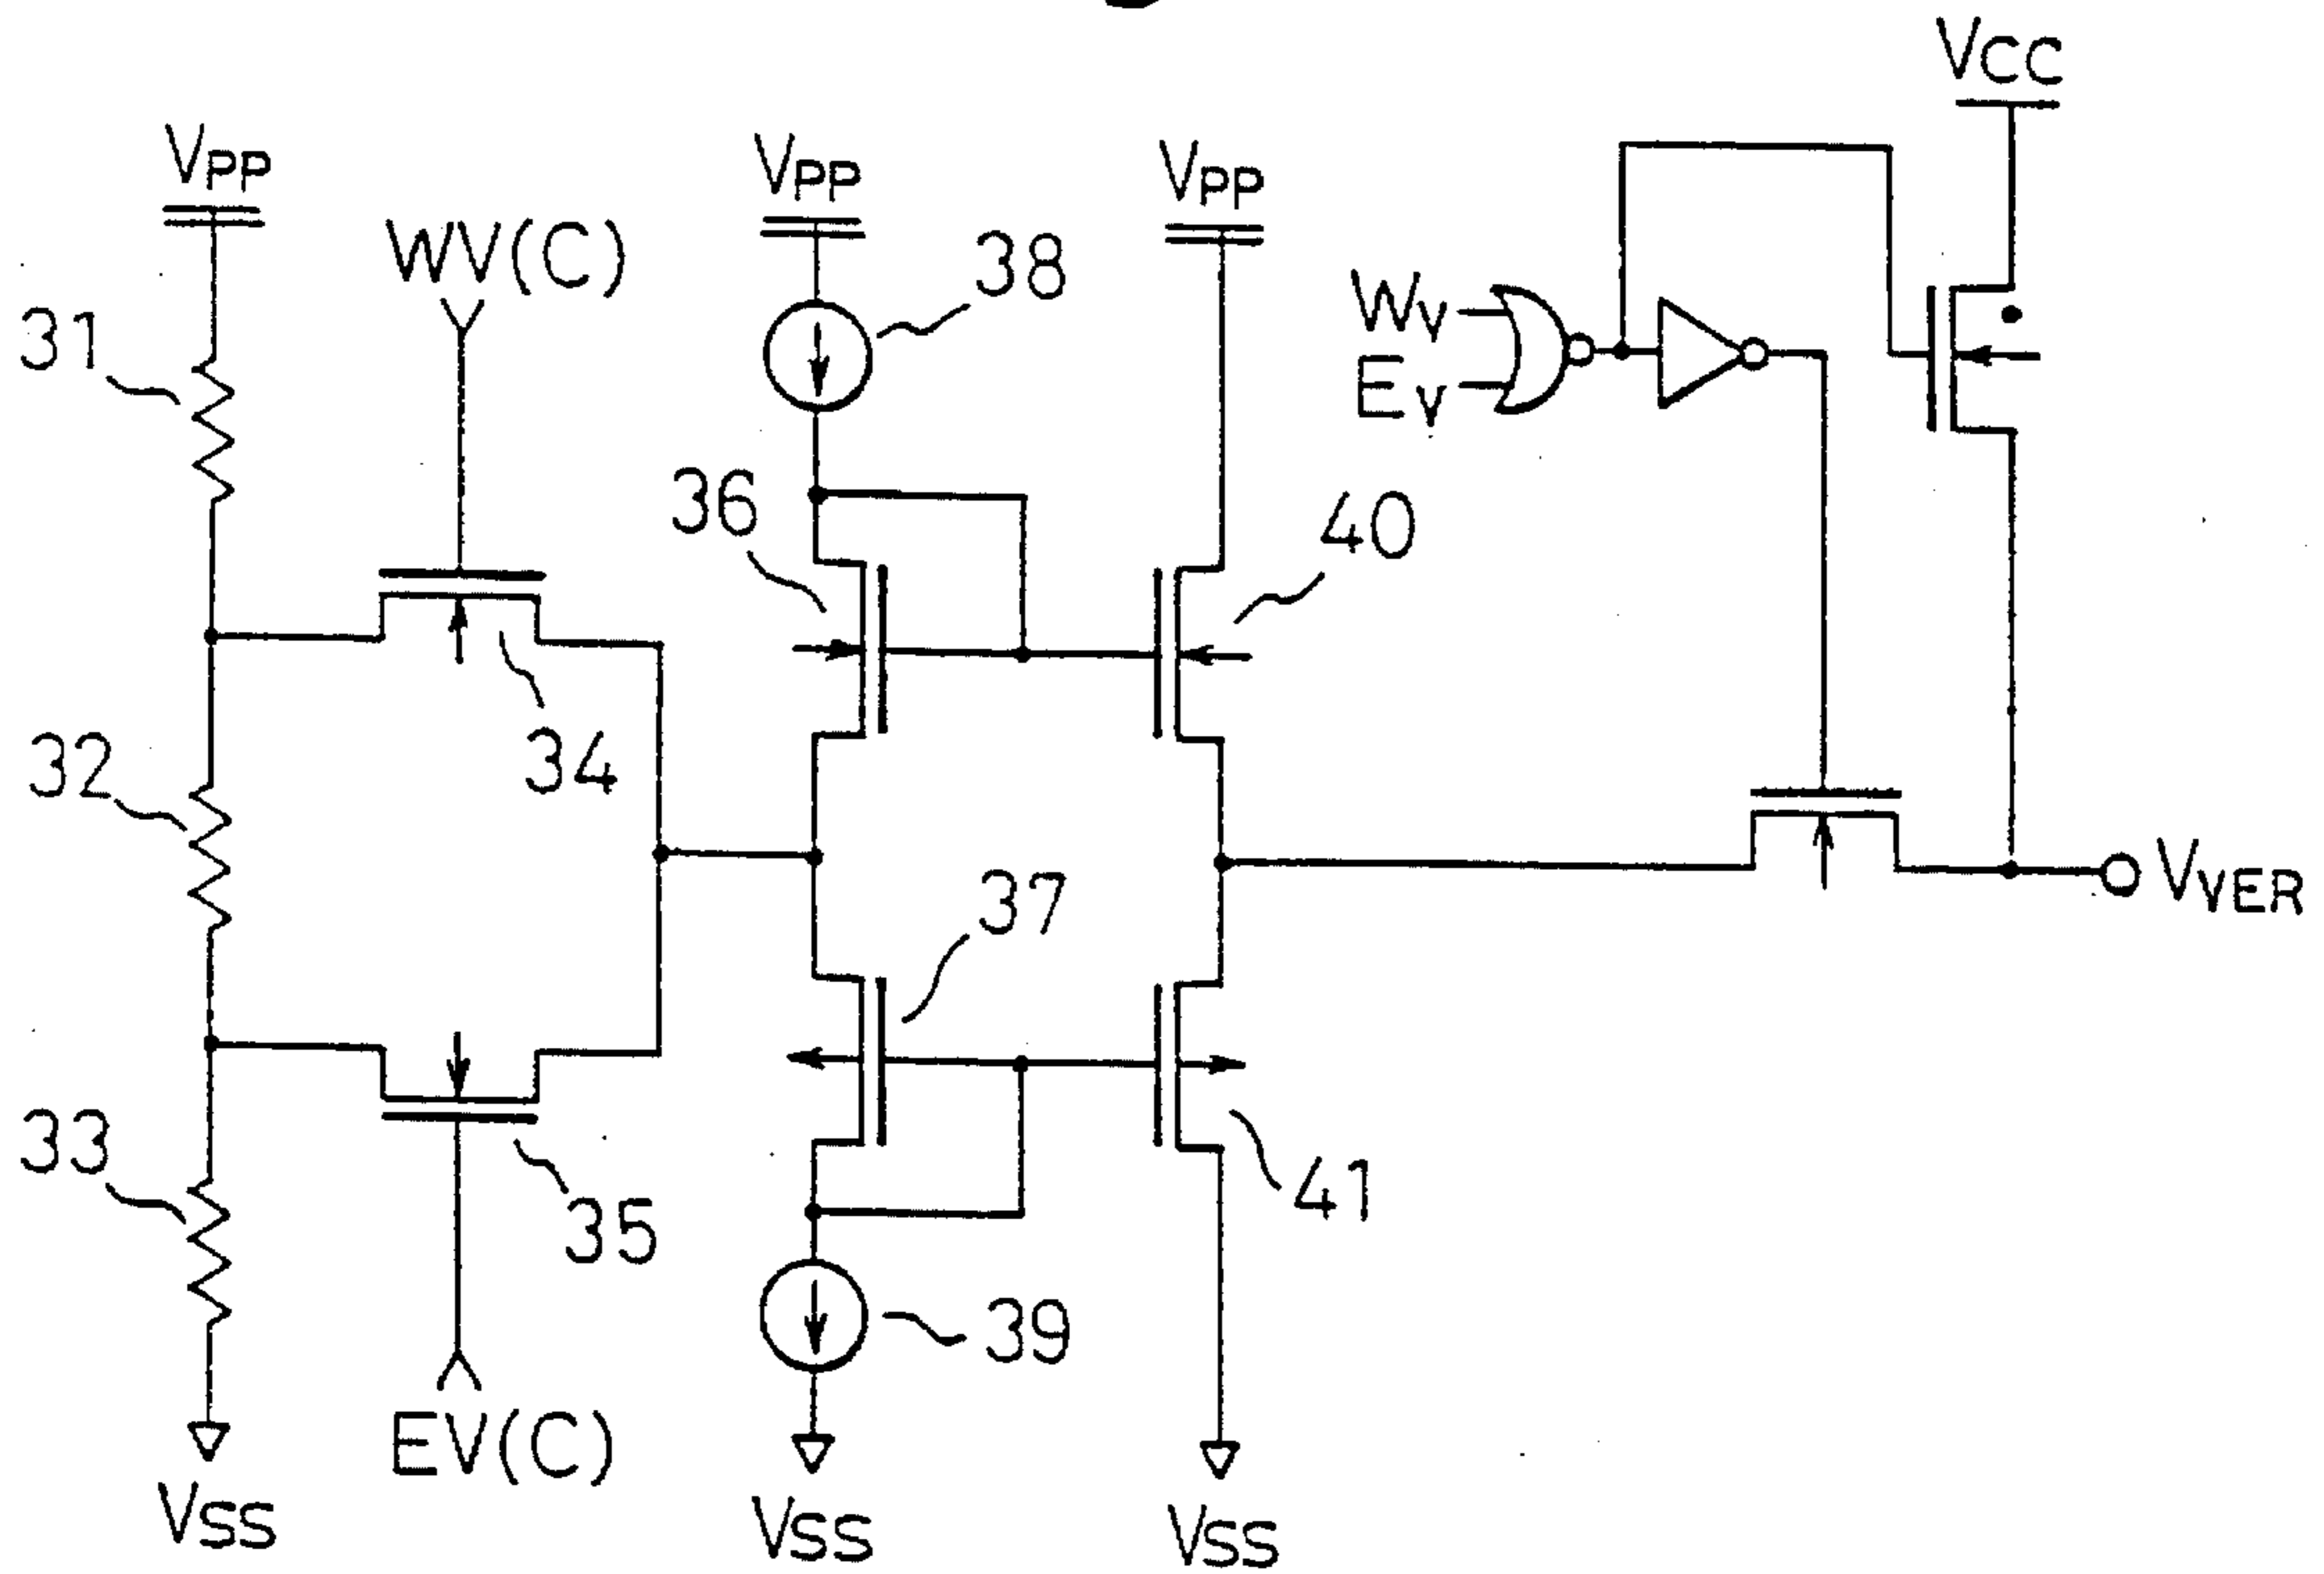 VCC
VPP
VPP
VPP
WV(C)
38
WV
EV
31
36
40
34
32
37
VVER
33
35
41
39
EV(C)
VSS
VSS
VSS